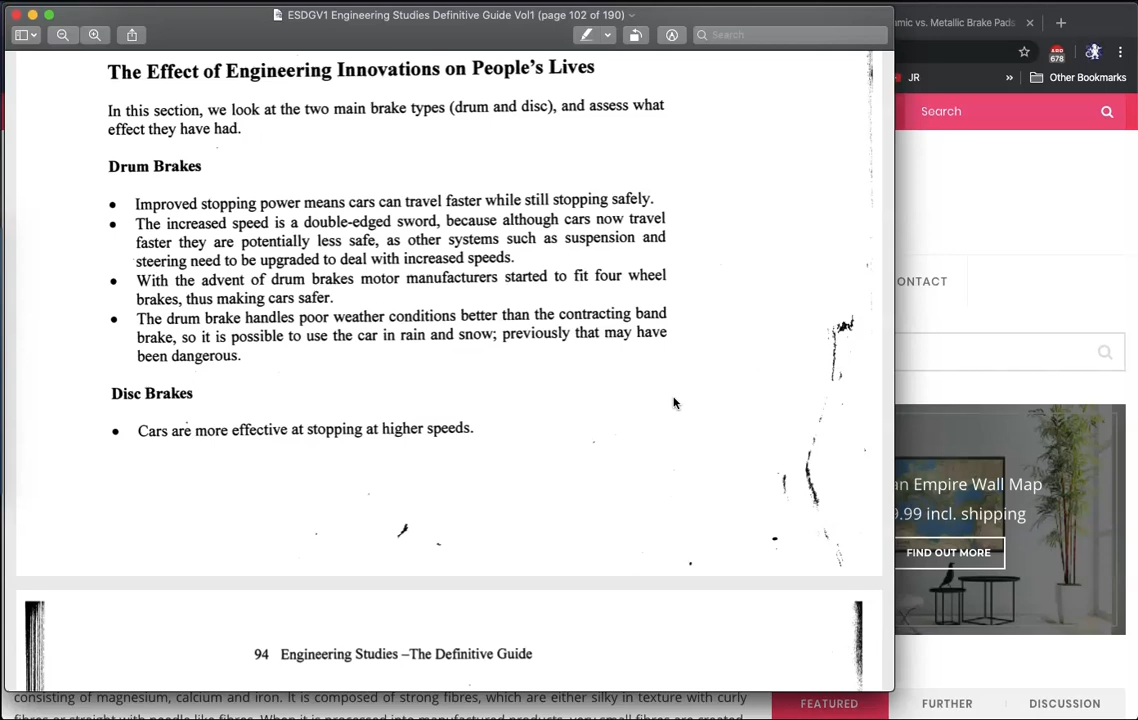 ESDGV1 Engineering Studies Definitive Guide Vol1 (page 102 of 190)
Search
The Effect of Engineering Innovations on People's Lives
In this section, we look at the two main brake types (drum and disc), and assess what
effect they have had.
Drum Brakes
• Improved stopping power means cars can travel faster while still stopping safely.
• The increased speed is a double-edged sword, because although cars now travel
faster they are potentially less safe, as other systems such as suspension and
steering need to be upgraded to deal with increased speeds.
• With the advent of drum brakes motor manufacturers started to fit four wheel
brakes, thus making cars safer.
• The drum brake handles poor weather conditions better than the contracting band
brake, so it is possible to use the car in rain and snow; previously that may have
been dangerous.
Disc Brakes
• Cars are more effective at stopping at higher speeds.
94 Engineering Studies –The Definitive Guide
mic vs. Metallic Brake Pads
678
JR
» Other Bookmarks
Search
ONTACT
an Empire Wall Map
9.99 incl. shipping
FIND OUT MORE
consisting of magnesium, calcium and iron. It is composed of strong fibres, which are either silky in texture with curly
FEATURED FURTHER DISCUSSION